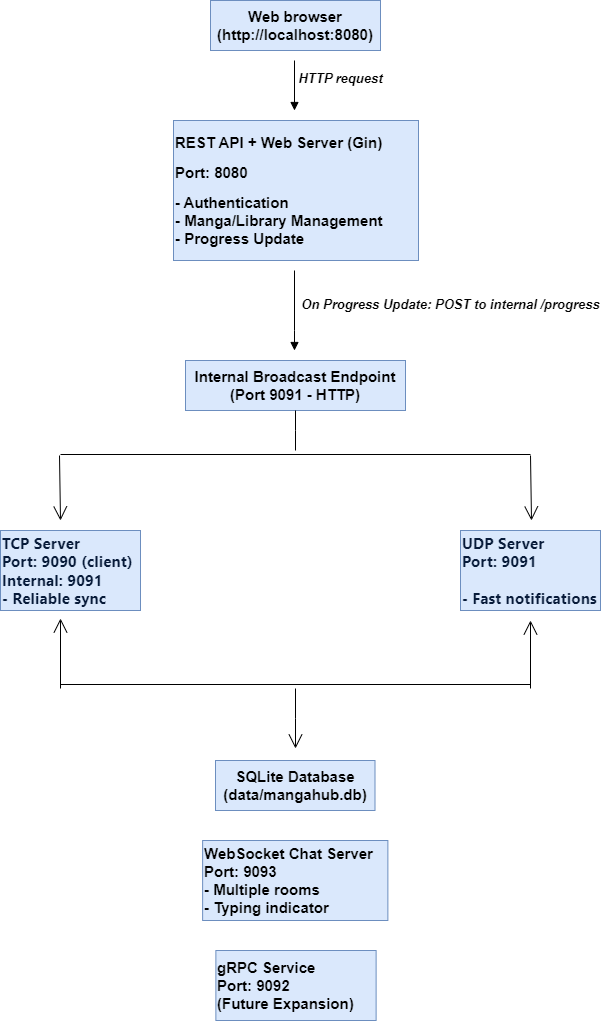 Web browser
(http://localhost:8080)
HTTP request
REST API + Web Server (Gin)
Port: 8080
- Authentication
- Manga/Library Management
- Progress Update
On Progress Update: POST to internal /progress
Internal Broadcast Endpoint
(Port 9091 - HTTP)
TCP Server
Port: 9090 (client)
Internal: 9091
- Reliable sync
UDP Server
Port: 9091
- Fast notifications
SQLite Database
(data/mangahub.db)
WebSocket Chat Server
Port: 9093
- Multiple rooms
- Typing indicator
gRPC Service
Port: 9092
(Future Expansion)